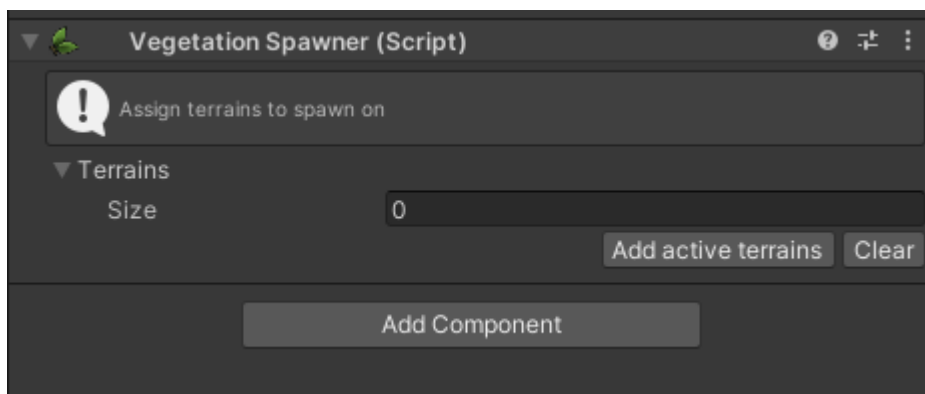 Vegetation Spawner (Script)
Assign terrains to spawn on
Terrains
Size 0
Add active terrains Clear
Add Component